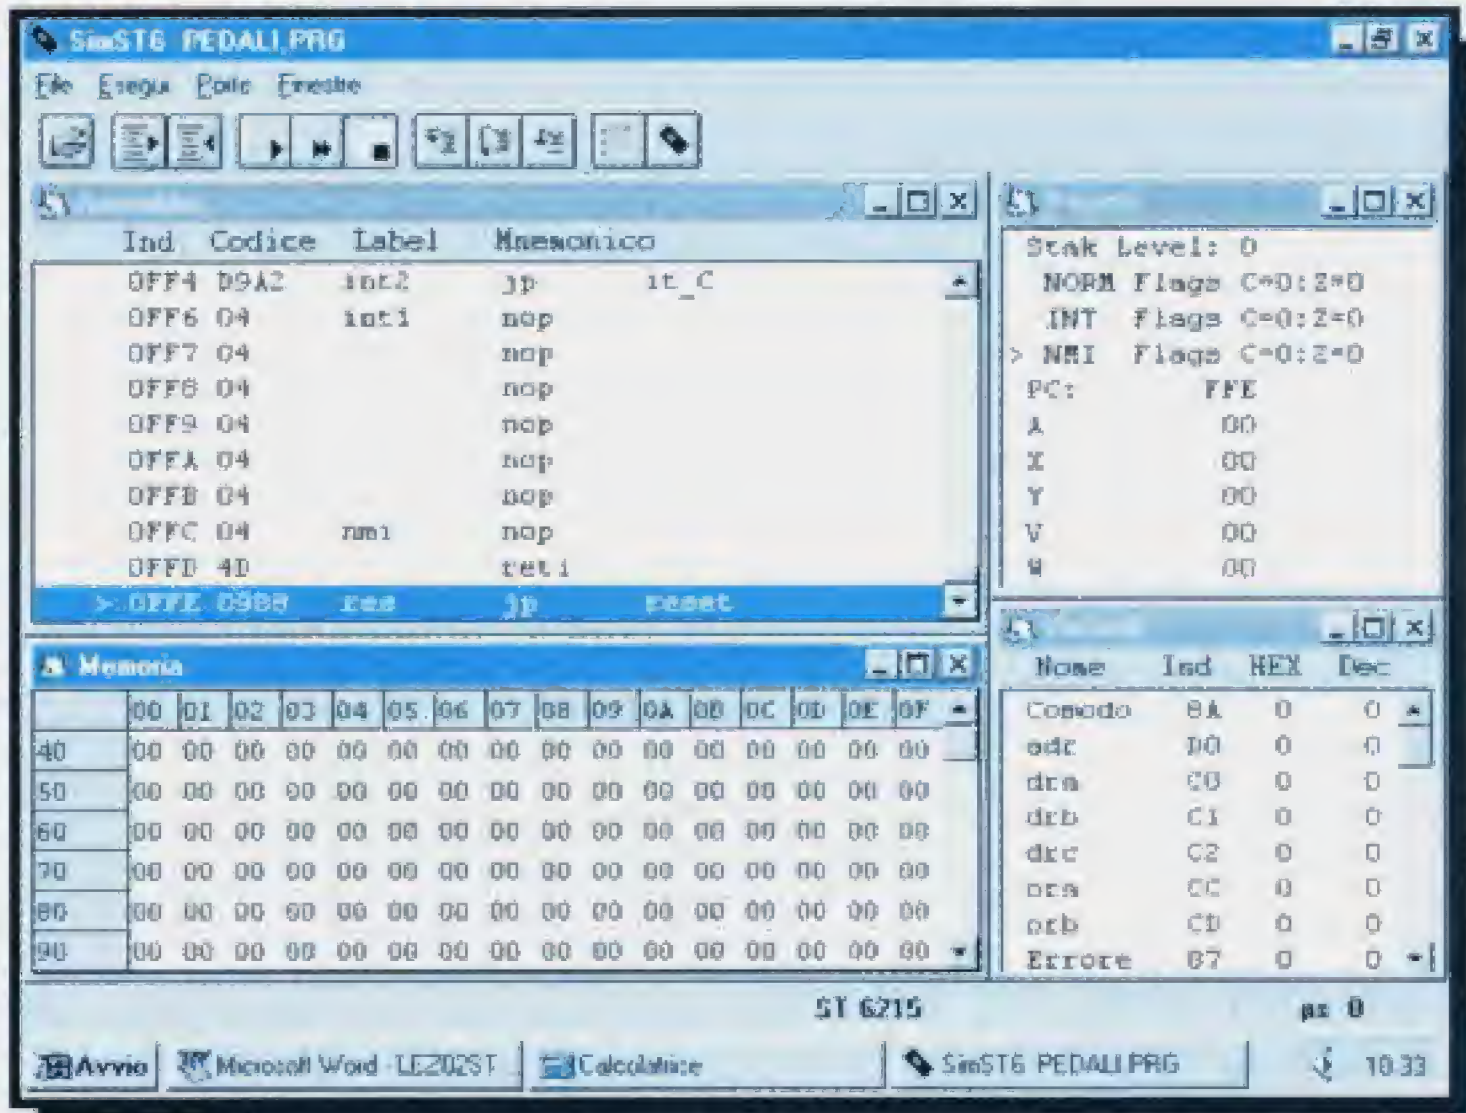 SimST6 PEDALI.PRG
File Esegui Porte Finestre
Ind Codice Label Mnemonico
0FF4 D9A2 int2 jp it_C
0FF6 04 int1 nop
0FF7 04 nop
0FF8 04 nop
0FF9 04 nop
0FFA 04 nop
0FFB 04 nop
0FFC 04 nmi nop
0FFD 4D reti
> 0FFE res jp reset
Stak Level: 0
NORM Flags C=0:Z=0
INT Flags C=0:Z=0
> NMI Flags C=0:Z=0
PC: FFE
A 00
X 00
Y 00
V 00
W 00
Memoria
00 01 02 03 04 05 06 07 08 09 0A 0B 0C 0D 0E 0F
40 00 00 00 00 00 00 00 00 00 00 00 00 00 00 00 00
50 00 00 00 00 00 00 00 00 00 00 00 00 00 00 00 00
60 00 00 00 00 00 00 00 00 00 00 00 00 00 00 00 00
70 00 00 00 00 00 00 00 00 00 00 00 00 00 00 00 00
80 00 00 00 00 00 00 00 00 00 00 00 00 00 00 00 00
90 00 00 00 00 00 00 00 00 00 00 00 00 00 00 00 00
Nome Ind HEX Dec
Comodo 8A 0 0
adc D0 0 0
dra C0 0 0
drb C1 0 0
drc C2 0 0
ora CC 0 0
orb CD 0 0
Errore 87 0 0
ST 6215
µs 0
Avvio
Microsoft Word - LEZ02ST
Calcolatrice
SimST6 PEDALI.PRG
10.33